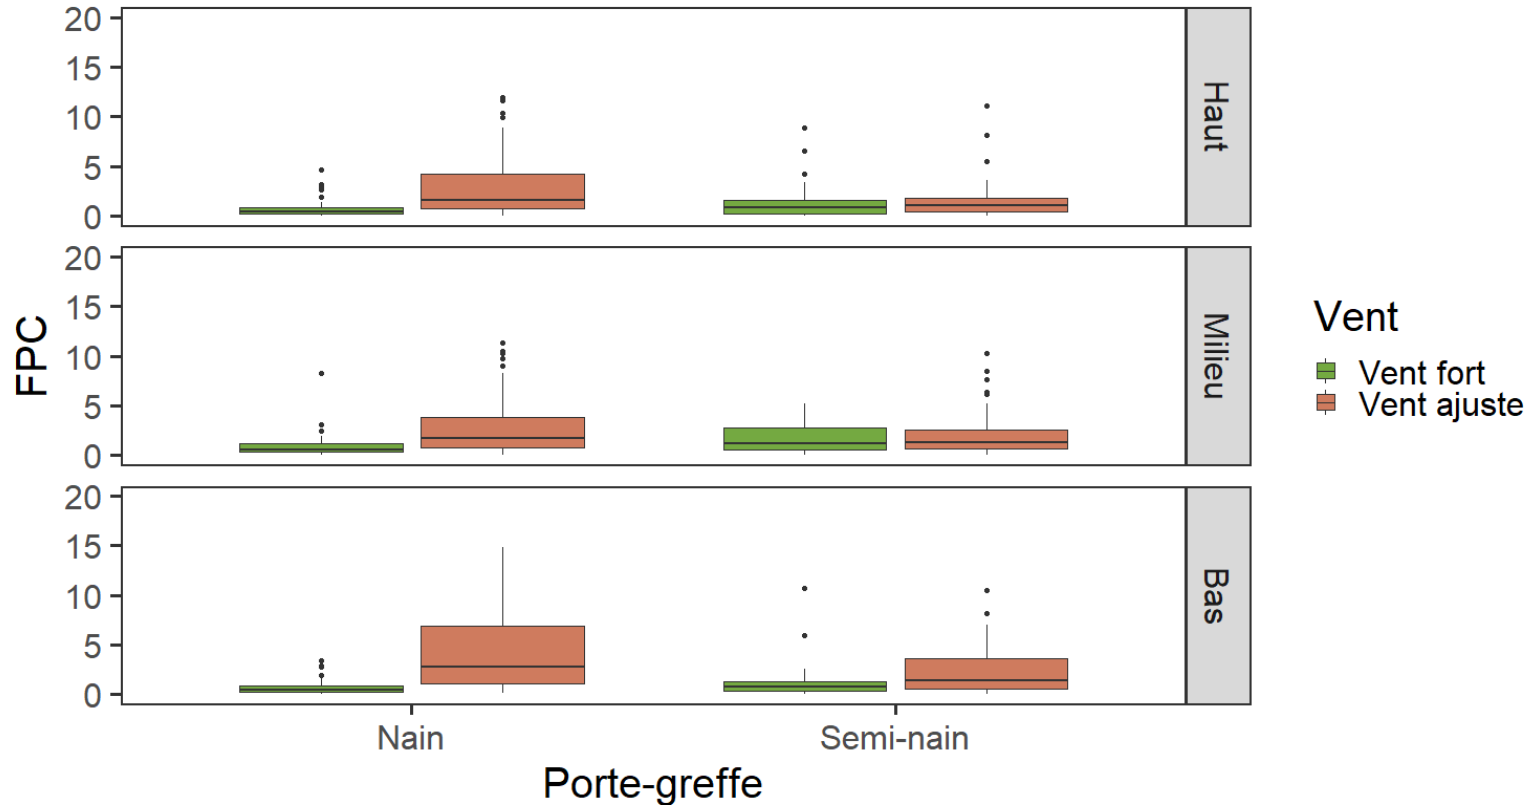 20
15
10
5
0
Haut
20
15
10
5
0
Milieu
20
15
10
5
0
Bas
FPC
Nain
Semi-nain
Porte-greffe
Vent
Vent fort
Vent ajuste